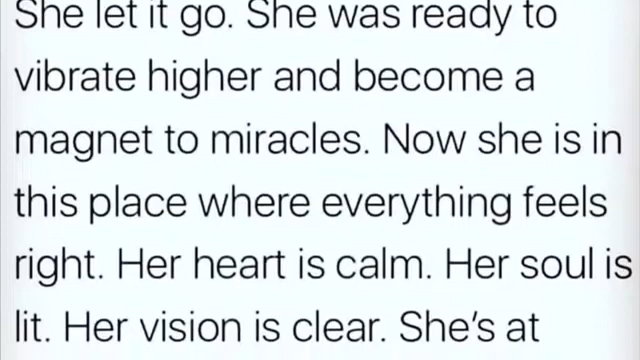 She let it go. She was ready to
vibrate higher and become a
magnet to miracles. Now she is in
this place where everything feels
right. Her heart is calm. Her soul is
lit. Her vision is clear. She's at